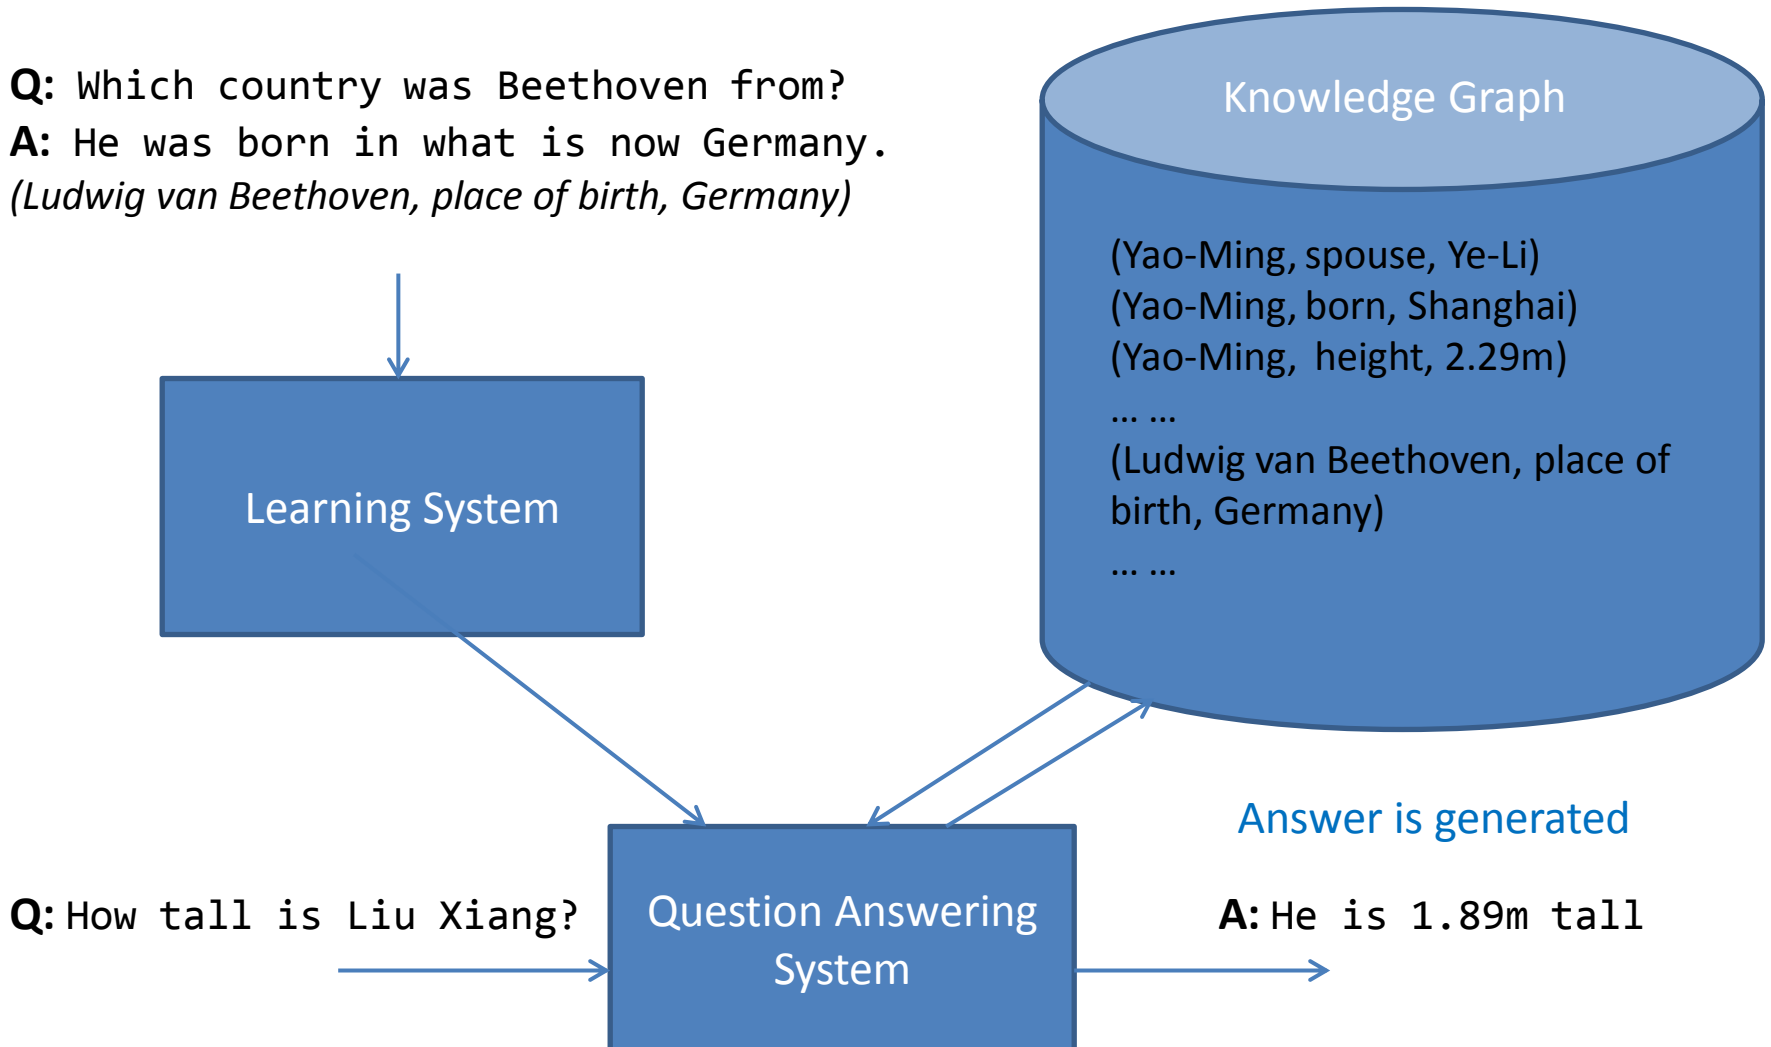 Q: Which country was Beethoven from?
A: He was born in what is now Germany.
(Ludwig van Beethoven, place of birth, Germany)
Knowledge Graph
(Yao-Ming, spouse, Ye-Li)
(Yao-Ming, born, Shanghai)
(Yao-Ming, height, 2.29m)
... ...
(Ludwig van Beethoven, place of
birth, Germany)
... ...
Learning System
Answer is generated
Q: How tall is Liu Xiang?
Question Answering
System
A: He is 1.89m tall